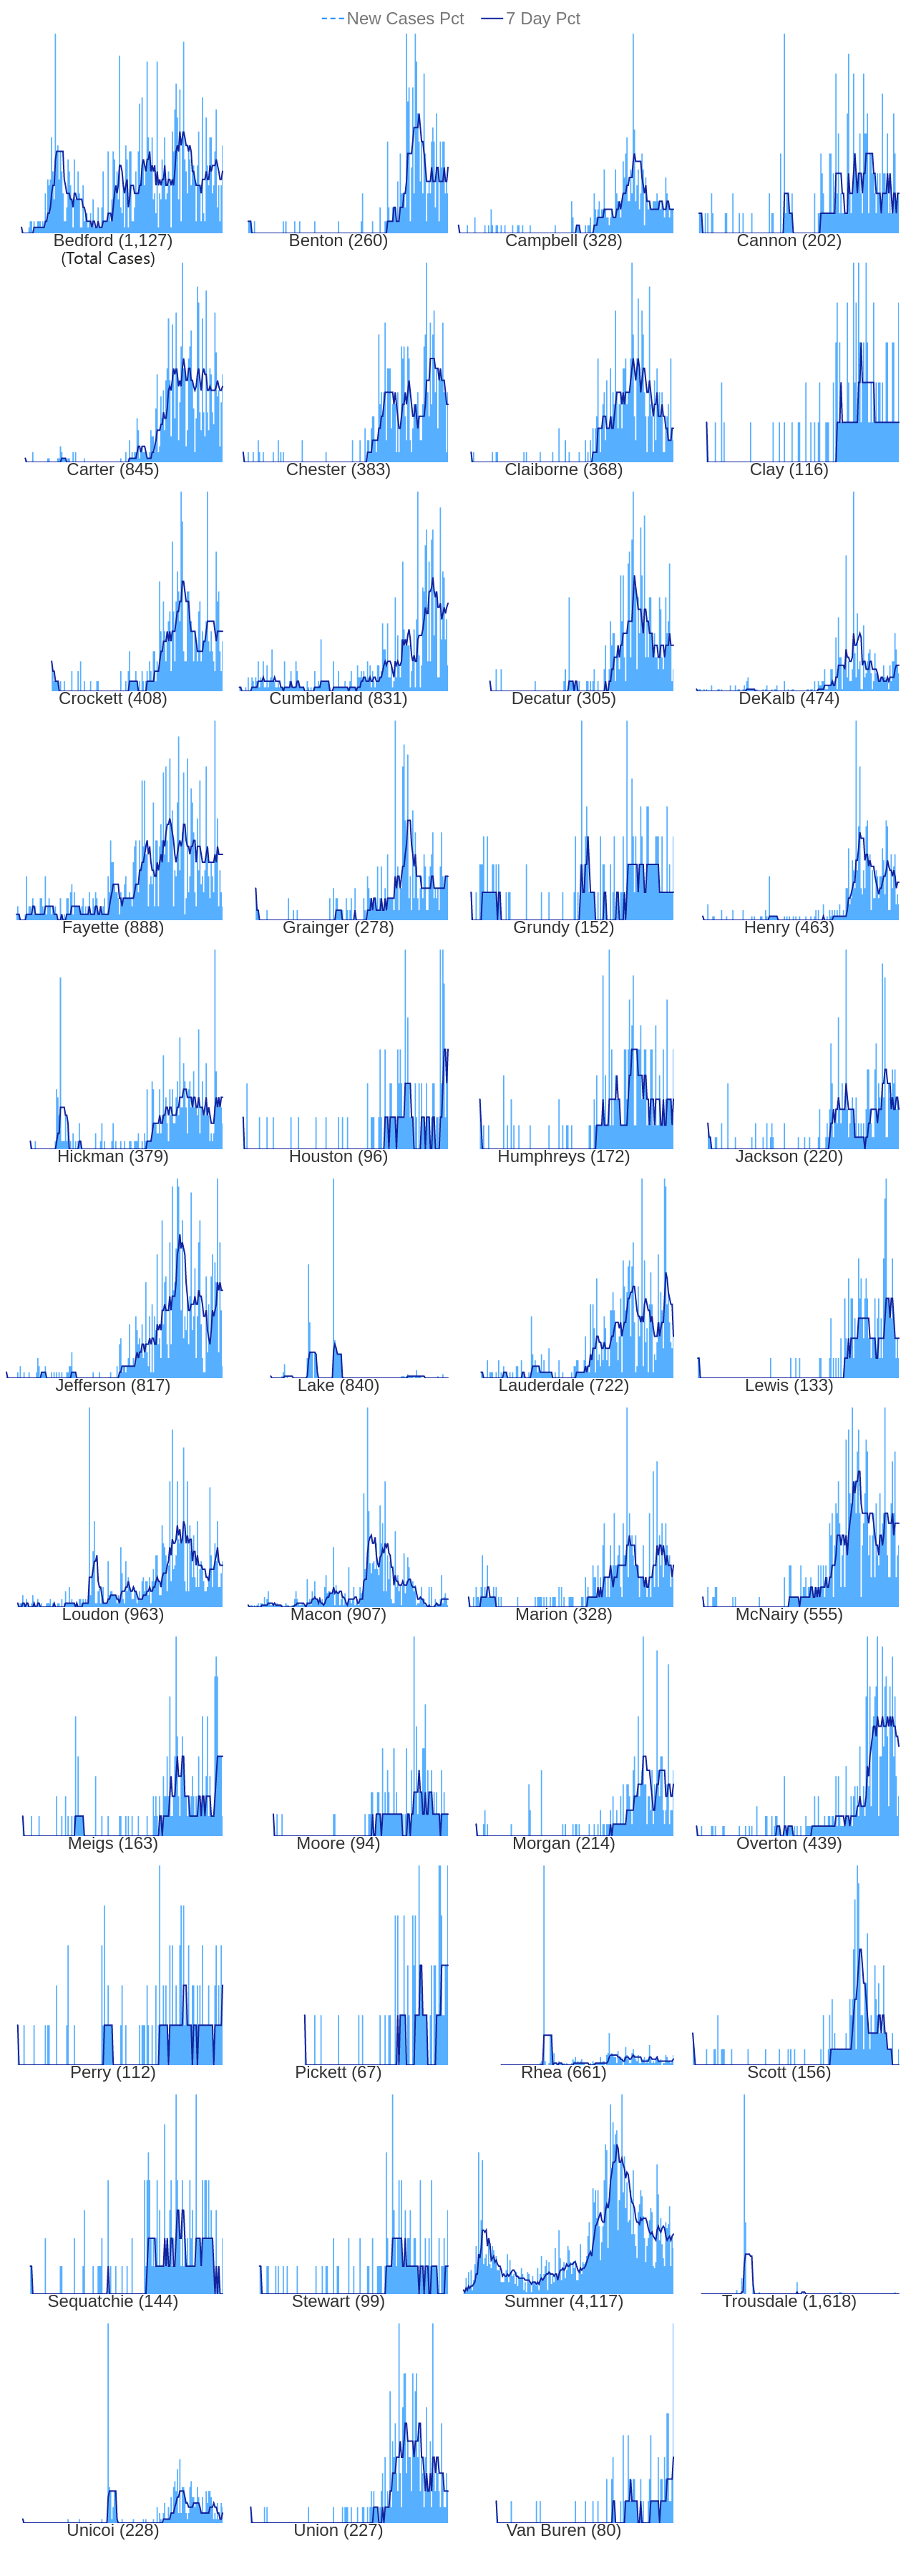 New Cases Pct 7 Day Pct
Bedford (1,127) Benton (260) Campbell (328) Cannon (202)
(Total Cases)
Carter (845) Chester (383) Claiborne (368) Clay (116)
Crockett (408) Cumberland (831) Decatur (305) DeKalb (474)
Fayette (888) Grainger (278) Grundy (152) Henry (463)
Hickman (379) Houston (96) Humphreys (172) Jackson (220)
Jefferson (817) Lake (840) Lauderdale (722) Lewis (133)
Loudon (963) Macon (907) Marion (328) McNairy (555)
Meigs (163) Moore (94) Morgan (214) Overton (439)
Perry (112) Pickett (67) Rhea (661) Scott (156)
Sequatchie (144) Stewart (99) Sumner (4,117) Trousdale (1,618)
Unicoi (228) Union (227) Van Buren (80)